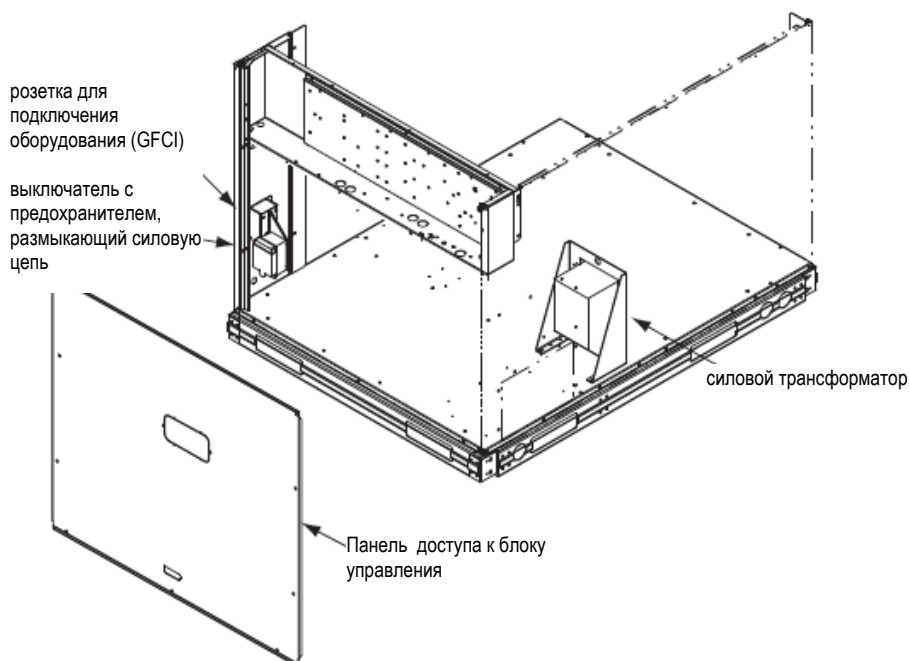 розетка для
подключения
оборудования (GFCI)
выключатель с
предохранителем,
размыкающий силовую
цепь
силовой трансформатор
Панель доступа к блоку
управления